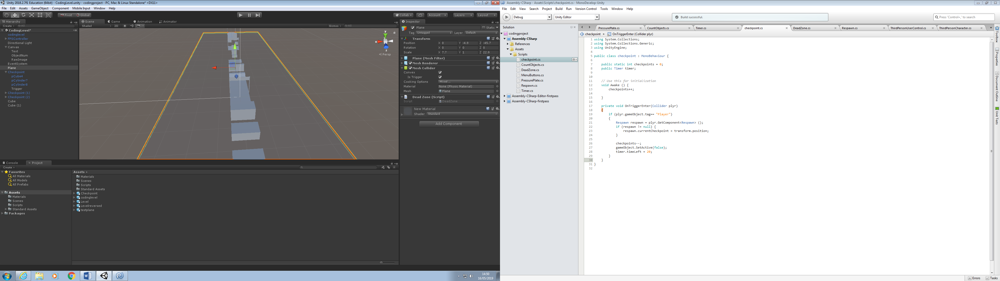 Unity 2018.2.7f1 Education (64bit) - CodingLevel.unity - codingproject - PC, Mac & Linux Standalone* <DX11>
File Edit Assets GameObject Component Mobile Input Window Help
Pivot Global
Collab Account Layers Layout
Hierarchy
Create All
CodingLevel*
codinglevel
FPSController
Directional Light
Canvas
Text
ObjectNum
RawImage
EventSystem
Plane
Checkpoint
pCube4
pCylinder7
pCylinder8
Trigger
Checkpoint (1)
Checkpoint (2)
Cube
Cube (1)
Scene Game Animation Animator
Shaded 2D Gizmos All
y
x
z
Persp
Inspector
Plane Static
Tag Untagged Layer Default
Transform
Position X 0 Y -4.9 Z -45.7
Rotation X 0 Y 0 Z 0
Scale X 7.7 Y 1 Z 22.9
Plane (Mesh Filter)
Mesh Renderer
Mesh Collider
Convex
Is Trigger
Cooking Options Mixed ...
Material None (Physic Material)
Mesh Plane
Dead Zone (Script)
Script DeadZone
New Material
Shader Standard
Add Component
Console Project
Create
Favorites
All Materials
All Models
All Prefabs
Assets
Materials
Scenes
Scripts
Standard Assets
Packages
Assets
Materials
Scenes
Scripts
Standard Assets
Checkpoint
codinglevel
Level
Levelreversed
testplane
14:50
16/05/2019
Assembly-CSharp - Assets\Scripts\checkpoint.cs - MonoDevelop-Unity
File Edit View Search Project Build Run Version Control Tools Window Help
Debug Unity Editor Build successful. Press 'Control+,' to search
Solution
codingproject
Assembly-CSharp
References
Assets
Scripts
checkpoint.cs
CountObjects.cs
DeadZone.cs
MenuButtons.cs
PressurePlate.cs
Respawn.cs
Timer.cs
Assembly-CSharp-Editor-firstpass
Assembly-CSharp-firstpass
PressurePlate.cs CountObjects.cs Timer.cs checkpoint.cs DeadZone.cs Respawn.cs ThirdPersonUserControl.cs ThirdPersonCharacter.cs
checkpoint OnTriggerEnter (Collider plyr)
1 using System.Collections;
2 using System.Collections.Generic;
3 using UnityEngine;
4
5 public class checkpoint : MonoBehaviour {
6
7 public static int checkpoints = 0;
8 public Timer timer;
9
10
11 // Use this for initialization
12 void Awake () {
13 checkpoints++;
14
15 }
16
17 private void OnTriggerEnter(Collider plyr)
18 {
19 if (plyr.gameObject.tag== "Player")
20 {
21 Respawn respawn = plyr.GetComponent<Respawn> ();
22 if (respawn != null) {
23 respawn.currentCheckpoint = transform.position;
24 }
25
26 checkpoints--;
27 gameObject.SetActive(false);
28 timer.timeLeft = 20;
29 }
30 }
31 }
32
Toolbox
Properties
Document Outline
Unit Tests
Errors Tasks